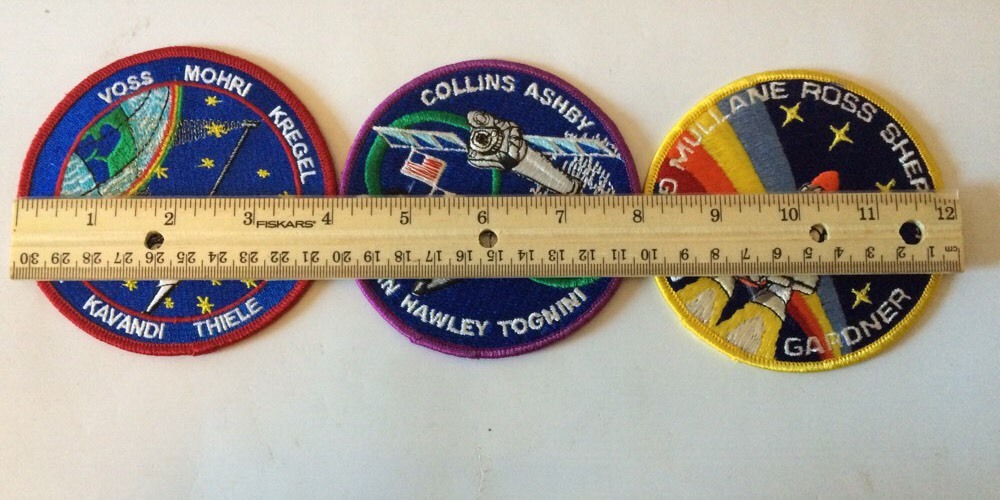 VOSS MOHRI KREGEL
KAVANDI THIELE
COLLINS ASHBY
HAWLEY TOGNINI
MULLANE ROSS SHEP
GARDNER
1 2 3 FISKARS® 4 5 6 7 8 9 10 11 12
30 29 28 27 26 25 24 23 22 21 20 19 18 17 16 15 14 13 12 11 10 9 8 7 6 5 4 3 2 1 cm